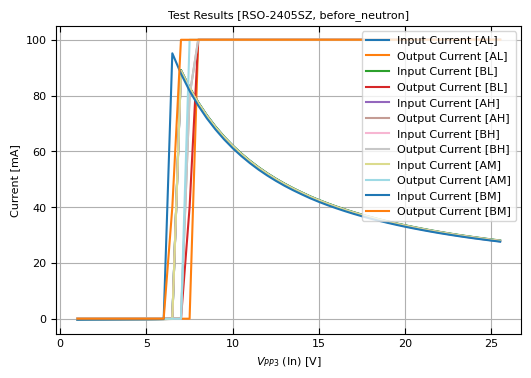 Test Results [RSO-2405SZ, before_neutron]
Current [mA]
100
80
60
40
20
0
Input Current [AL]
Output Current [AL]
Input Current [BL]
Output Current [BL]
Input Current [AH]
Output Current [AH]
Input Current [BH]
Output Current [BH]
Input Current [AM]
Output Current [AM]
Input Current [BM]
Output Current [BM]
0 5 10 15 20 25
V_{PP3} (In) [V]